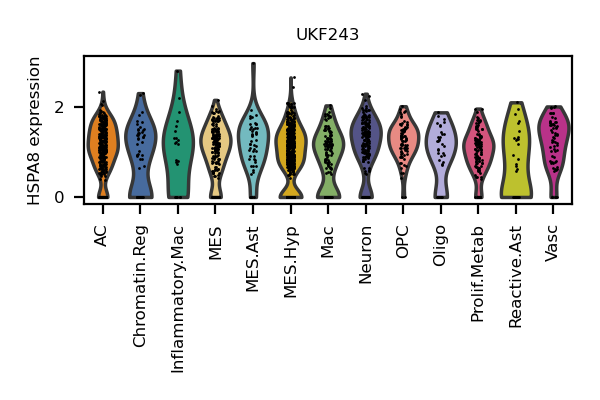 UKF243
HSPA8 expression
2
0
AC
Chromatin.Reg
Inflammatory.Mac
MES
MES.Ast
MES.Hyp
Mac
Neuron
OPC
Oligo
Prolif.Metab
Reactive.Ast
Vasc